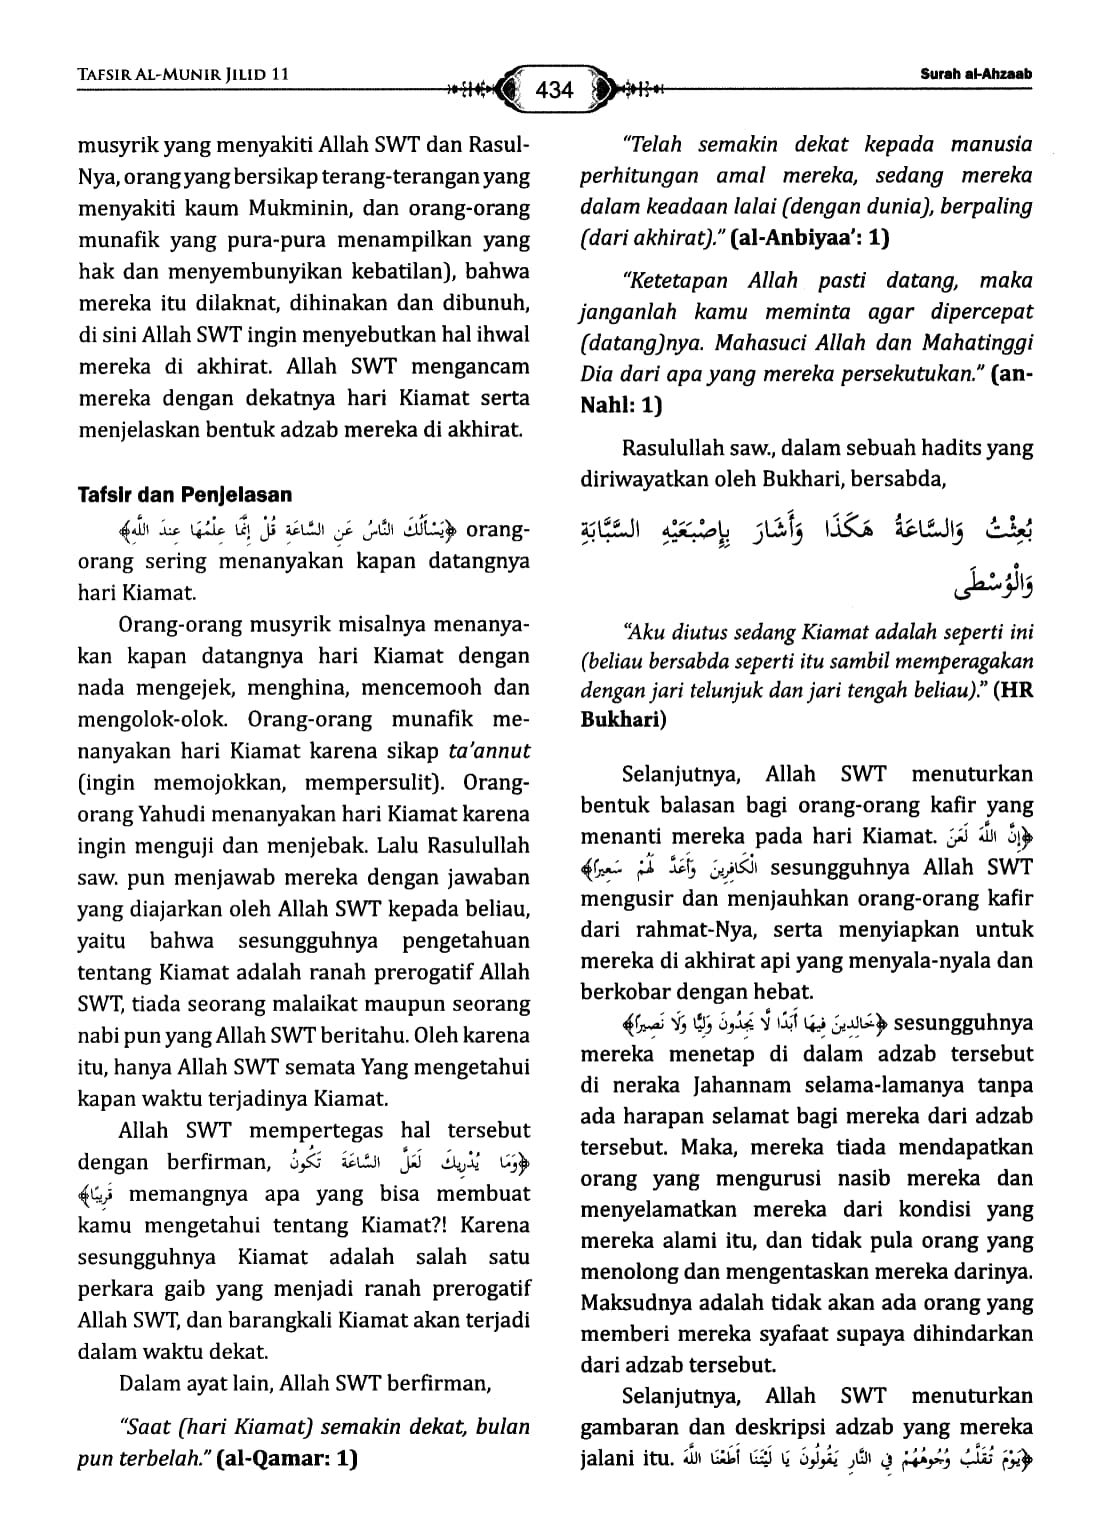 TAFSIR AL-MUNIR JILID 11
434
Surah al-Ahzaab
musyrik yang menyakiti Allah SWT dan Rasul-
Nya, orang yang bersikap terang-terangan yang
menyakiti kaum Mukminin, dan orang-orang
munafik yang pura-pura menampilkan yang
hak dan menyembunyikan kebatilan), bahwa
mereka itu dilaknat, dihinakan dan dibunuh,
di sini Allah SWT ingin menyebutkan hal ihwal
mereka di akhirat. Allah SWT mengancam
mereka dengan dekatnya hari Kiamat serta
menjelaskan bentuk adzab mereka di akhirat.
Tafsir dan Penjelasan
﴿يَسْأَلُكَ النَّاسُ عَنِ السَّاعَةِ قُلْ إِنَّمَا عِلْمُهَا عِندَ اللَّهِ﴾ orang-
orang sering menanyakan kapan datangnya
hari Kiamat.
Orang-orang musyrik misalnya menanya-
kan kapan datangnya hari Kiamat dengan
nada mengejek, menghina, mencemooh dan
mengolok-olok. Orang-orang munafik me-
nanyakan hari Kiamat karena sikap ta'annut
(ingin memojokkan, mempersulit). Orang-
orang Yahudi menanyakan hari Kiamat karena
ingin menguji dan menjebak. Lalu Rasulullah
saw. pun menjawab mereka dengan jawaban
yang diajarkan oleh Allah SWT kepada beliau,
yaitu bahwa sesungguhnya pengetahuan
tentang Kiamat adalah ranah prerogatif Allah
SWT, tiada seorang malaikat maupun seorang
nabi pun yang Allah SWT beritahu. Oleh karena
itu, hanya Allah SWT semata Yang mengetahui
kapan waktu terjadinya Kiamat.
Allah SWT mempertegas hal tersebut
dengan berfirman, ﴿وَمَا يُدْرِيكَ لَعَلَّ السَّاعَةَ تَكُونُ
قَرِيبًا﴾ memangnya apa yang bisa membuat
kamu mengetahui tentang Kiamat?! Karena
sesungguhnya Kiamat adalah salah satu
perkara gaib yang menjadi ranah prerogatif
Allah SWT, dan barangkali Kiamat akan terjadi
dalam waktu dekat.
Dalam ayat lain, Allah SWT berfirman,
"Saat (hari Kiamat) semakin dekat, bulan
pun terbelah." (al-Qamar: 1)
"Telah semakin dekat kepada manusia
perhitungan amal mereka, sedang mereka
dalam keadaan lalai (dengan dunia), berpaling
(dari akhirat)." (al-Anbiyaa': 1)
"Ketetapan Allah pasti datang, maka
janganlah kamu meminta agar dipercepat
(datang)nya. Mahasuci Allah dan Mahatinggi
Dia dari apa yang mereka persekutukan." (an-
Nahl: 1)
Rasulullah saw., dalam sebuah hadits yang
diriwayatkan oleh Bukhari, bersabda,
بُعِثْتُ وَالسَّاعَةُ هَكَذَا وَأَشَارَ بِإِصْبَعَيْهِ السَّبَّابَةِ
وَالْوُسْطَى
"Aku diutus sedang Kiamat adalah seperti ini
(beliau bersabda seperti itu sambil memperagakan
dengan jari telunjuk dan jari tengah beliau)." (HR
Bukhari)
Selanjutnya, Allah SWT menuturkan
bentuk balasan bagi orang-orang kafir yang
menanti mereka pada hari Kiamat. ﴿إِنَّ اللَّهَ لَعَنَ
الْكَافِرِينَ وَأَعَدَّ لَهُمْ سَعِيرًا﴾ sesungguhnya Allah SWT
mengusir dan menjauhkan orang-orang kafir
dari rahmat-Nya, serta menyiapkan untuk
mereka di akhirat api yang menyala-nyala dan
berkobar dengan hebat.
﴿خَالِدِينَ فِيهَا أَبَدًا لَّا يَجِدُونَ وَلِيًّا وَلَا نَصِيرًا﴾ sesungguhnya
mereka menetap di dalam adzab tersebut
di neraka Jahannam selama-lamanya tanpa
ada harapan selamat bagi mereka dari adzab
tersebut. Maka, mereka tiada mendapatkan
orang yang mengurusi nasib mereka dan
menyelamatkan mereka dari kondisi yang
mereka alami itu, dan tidak pula orang yang
menolong dan mengentaskan mereka darinya.
Maksudnya adalah tidak akan ada orang yang
memberi mereka syafaat supaya dihindarkan
dari adzab tersebut.
Selanjutnya, Allah SWT menuturkan
gambaran dan deskripsi adzab yang mereka
jalani itu. ﴿يَوْمَ تُقَلَّبُ وُجُوهُهُمْ فِي النَّارِ يَقُولُونَ يَا لَيْتَنَا أَطَعْنَا اللَّهَ